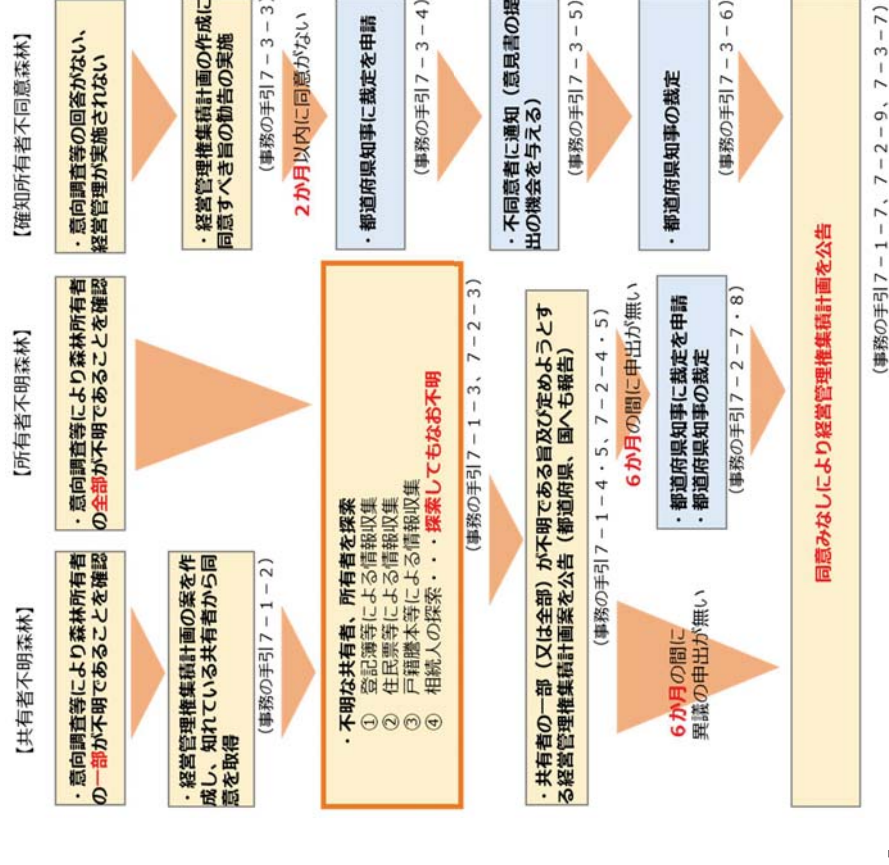 【共有者不明森林】
・意向調査等により森林所有者
の一部が不明であることを確認
・経営管理権集積計画の案を作
成し、知れている共有者から同
意を取得
(事務の手引7-1-2)
【所有者不明森林】
・意向調査等により森林所有者
の全部が不明であることを確認
・不明な共有者、所有者を探索
① 登記簿等による情報収集
② 住民票等による情報収集
③ 戸籍謄本等による情報収集
④ 相続人の探索・・・探索してもなお不明
(事務の手引7-1-3、7-2-3)
・共有者の一部（又は全部）が不明である旨及び定めようとす
る経営管理権集積計画案を公告（都道府県、国へも報告）
(事務の手引7-1-4・5、7-2-4・5)
6か月の間に
異議の申出が無い
6か月の間に申出が無い
・都道府県知事に裁定を申請
・都道府県知事の裁定
(事務の手引7-2-7・8)
【確知所有者不同意森林】
・意向調査等の回答がない、
経営管理が実施されない
・経営管理権集積計画の作成に
同意すべき旨の勧告の実施
(事務の手引7-3-3)
2か月以内に同意がない
・都道府県知事に裁定を申請
(事務の手引7-3-4)
・不同意者に通知（意見書の提
出の機会を与える）
(事務の手引7-3-5)
・都道府県知事の裁定
(事務の手引7-3-6)
同意みなしにより経営管理権集積計画を公告
(事務の手引7-1-7、7-2-9、7-3-7)